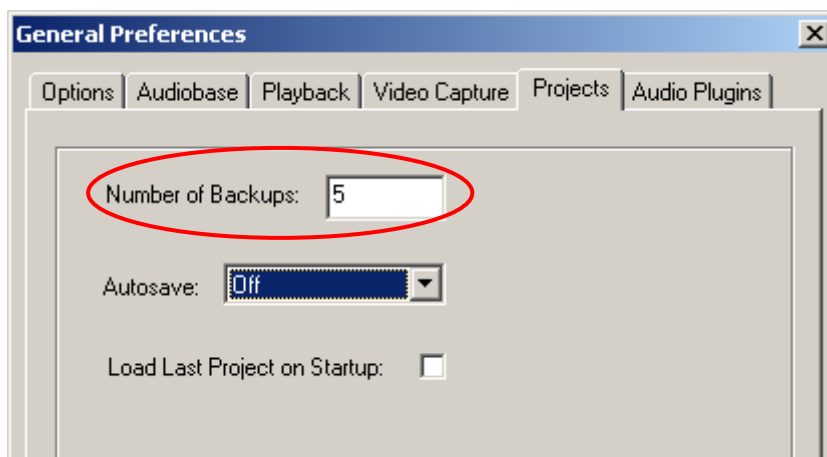 General Preferences
Options Audiobase Playback Video Capture Projects Audio Plugins
Number of Backups: 5
Autosave: Off
Load Last Project on Startup: